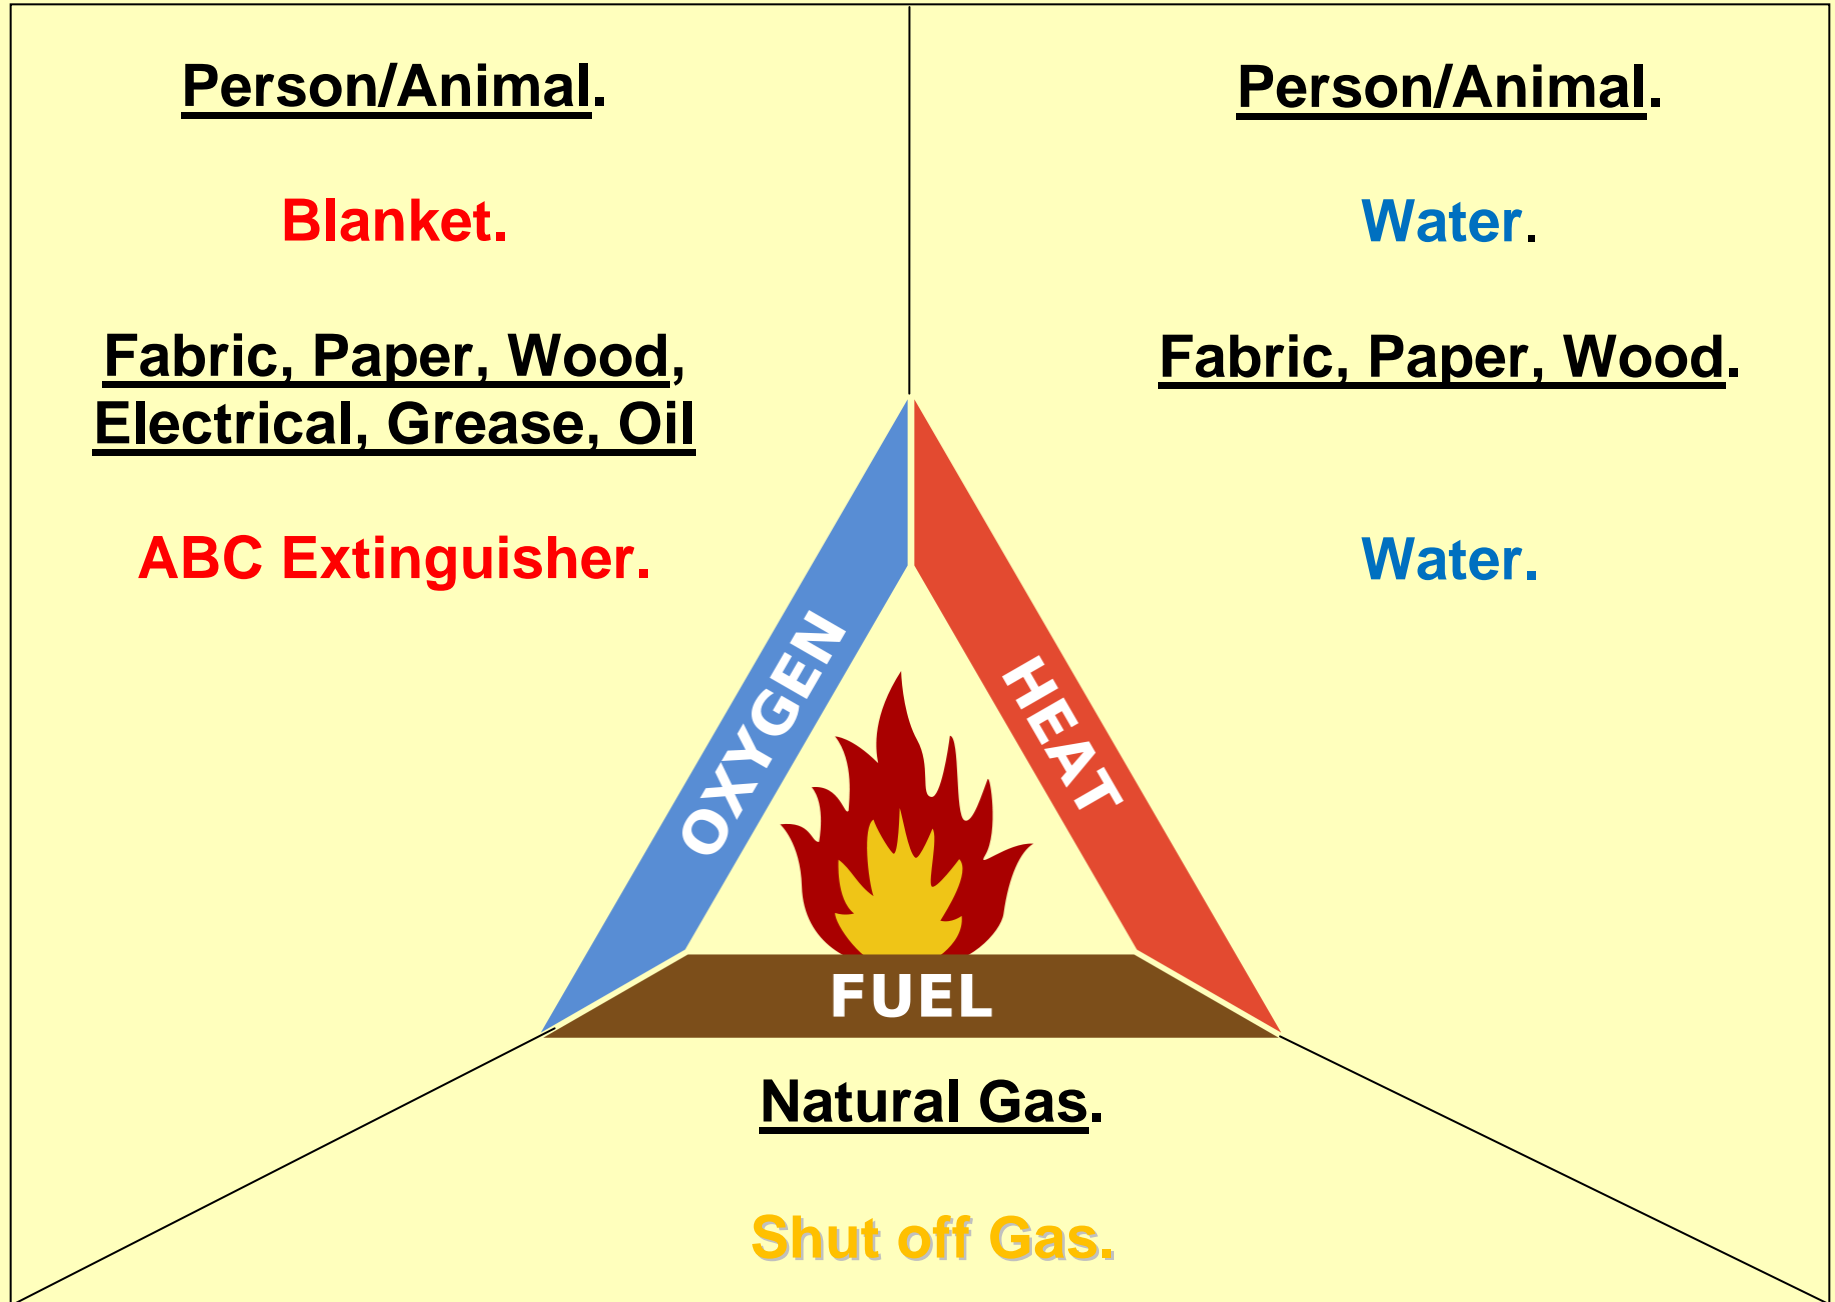 Person/Animal.
Blanket.
Fabric, Paper, Wood,
Electrical, Grease, Oil
ABC Extinguisher.
Person/Animal.
Water.
Fabric, Paper, Wood.
Water.
OXYGEN
HEAT
FUEL
Natural Gas.
Shut off Gas.